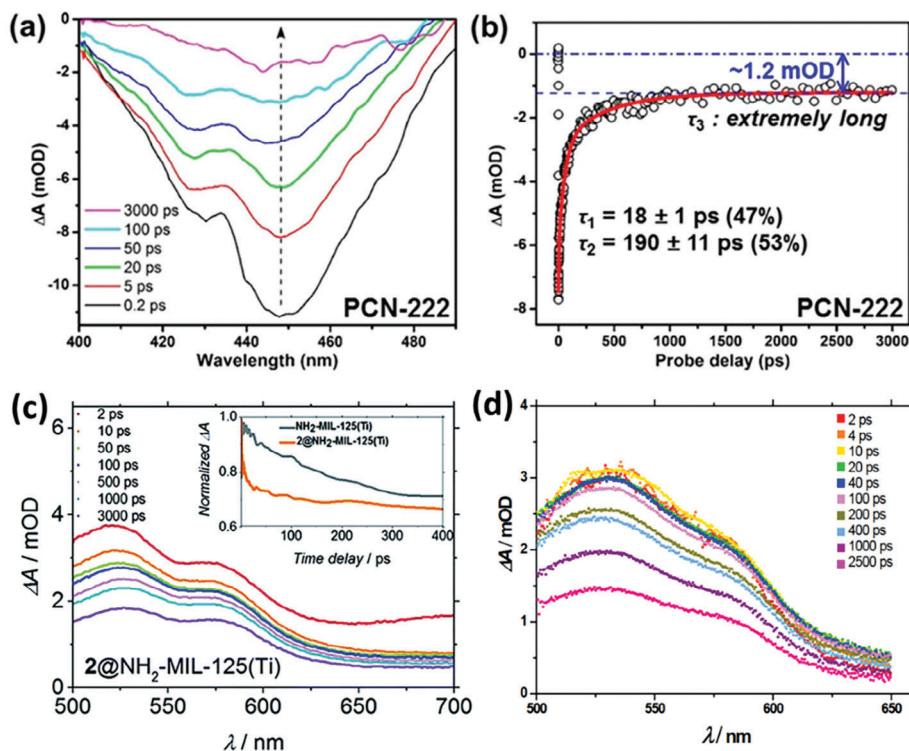 (a)
0
-2
-4
-6
-8
-10
ΔA (mOD)
3000 ps
100 ps
50 ps
20 ps
5 ps
0.2 ps
PCN-222
400 420 440 460 480
Wavelength (nm)
(b)
0
-2
-4
-6
-8
ΔA (mOD)
~1.2 mOD
τ3 : extremely long
τ1 = 18 ± 1 ps (47%)
τ2 = 190 ± 11 ps (53%)
PCN-222
0 500 1000 1500 2000 2500 3000
Probe delay (ps)
(c)
6
4
2
0
ΔA / mOD
2 ps
10 ps
50 ps
100 ps
500 ps
1000 ps
3000 ps
1.0
0.8
0.6
Normalized ΔA
NH2-MIL-125(Ti)
2@NH2-MIL-125(Ti)
100 200 300 400
Time delay / ps
2@NH2-MIL-125(Ti)
500 550 600 650 700
λ / nm
(d)
4
3
2
1
0
ΔA / mOD
2 ps
4 ps
10 ps
20 ps
40 ps
100 ps
200 ps
400 ps
1000 ps
2500 ps
500 550 600 650
λ / nm